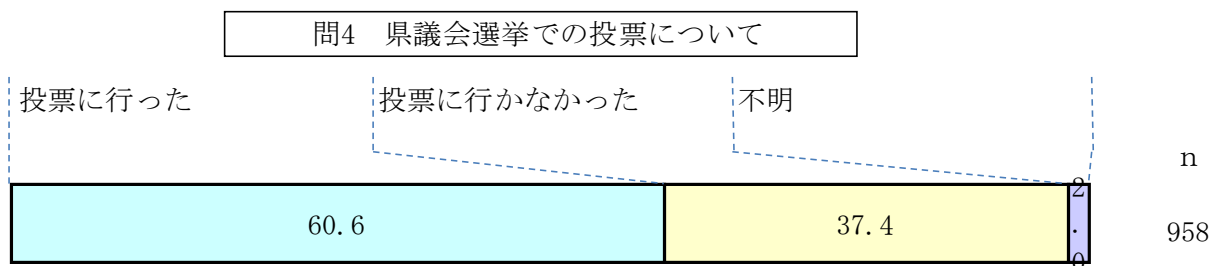 問4 県議会選挙での投票について
投票に行った
投票に行かなかった
不明
n
60.6
37.4
2.0
958